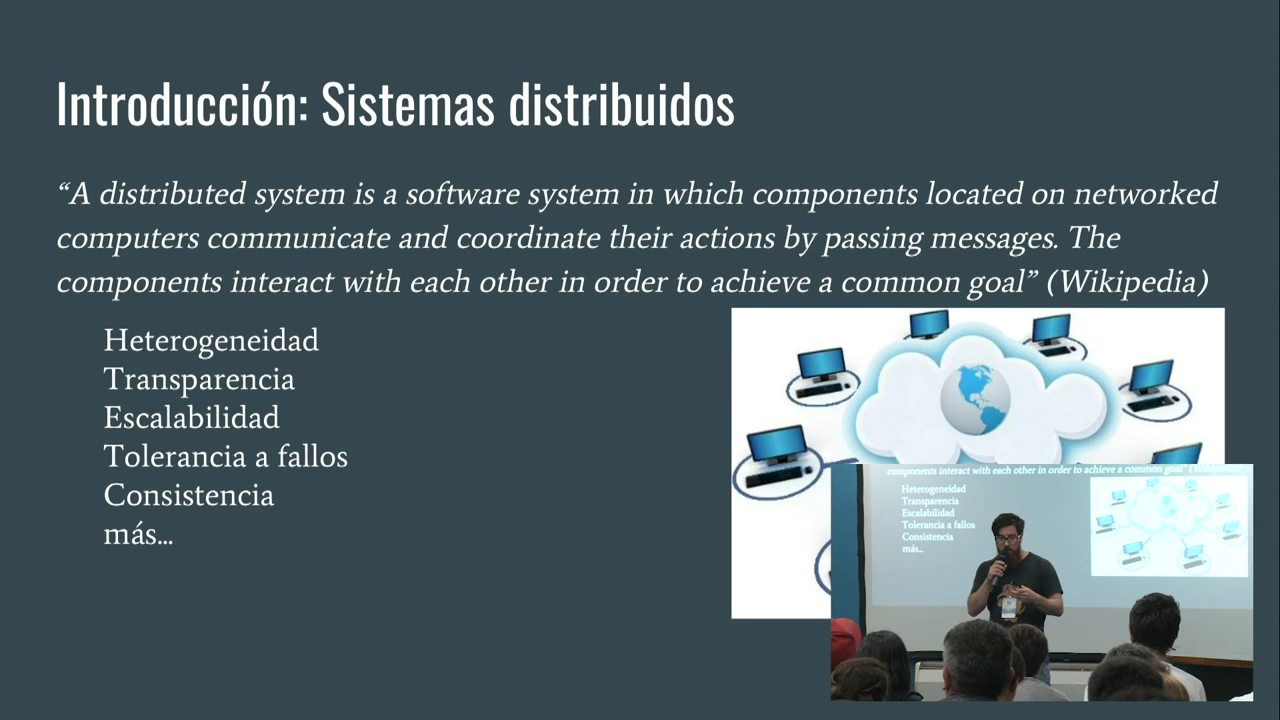 Introducción: Sistemas distribuidos
“A distributed system is a software system in which components located on networked
computers communicate and coordinate their actions by passing messages. The
components interact with each other in order to achieve a common goal” (Wikipedia)
Heterogeneidad
Transparencia
Escalabilidad
Tolerancia a fallos
Consistencia
más...
components interact with each other in order to achieve a common goal” (Wikipedia)
Heterogeneidad
Transparencia
Escalabilidad
Tolerancia a fallos
Consistencia
más...